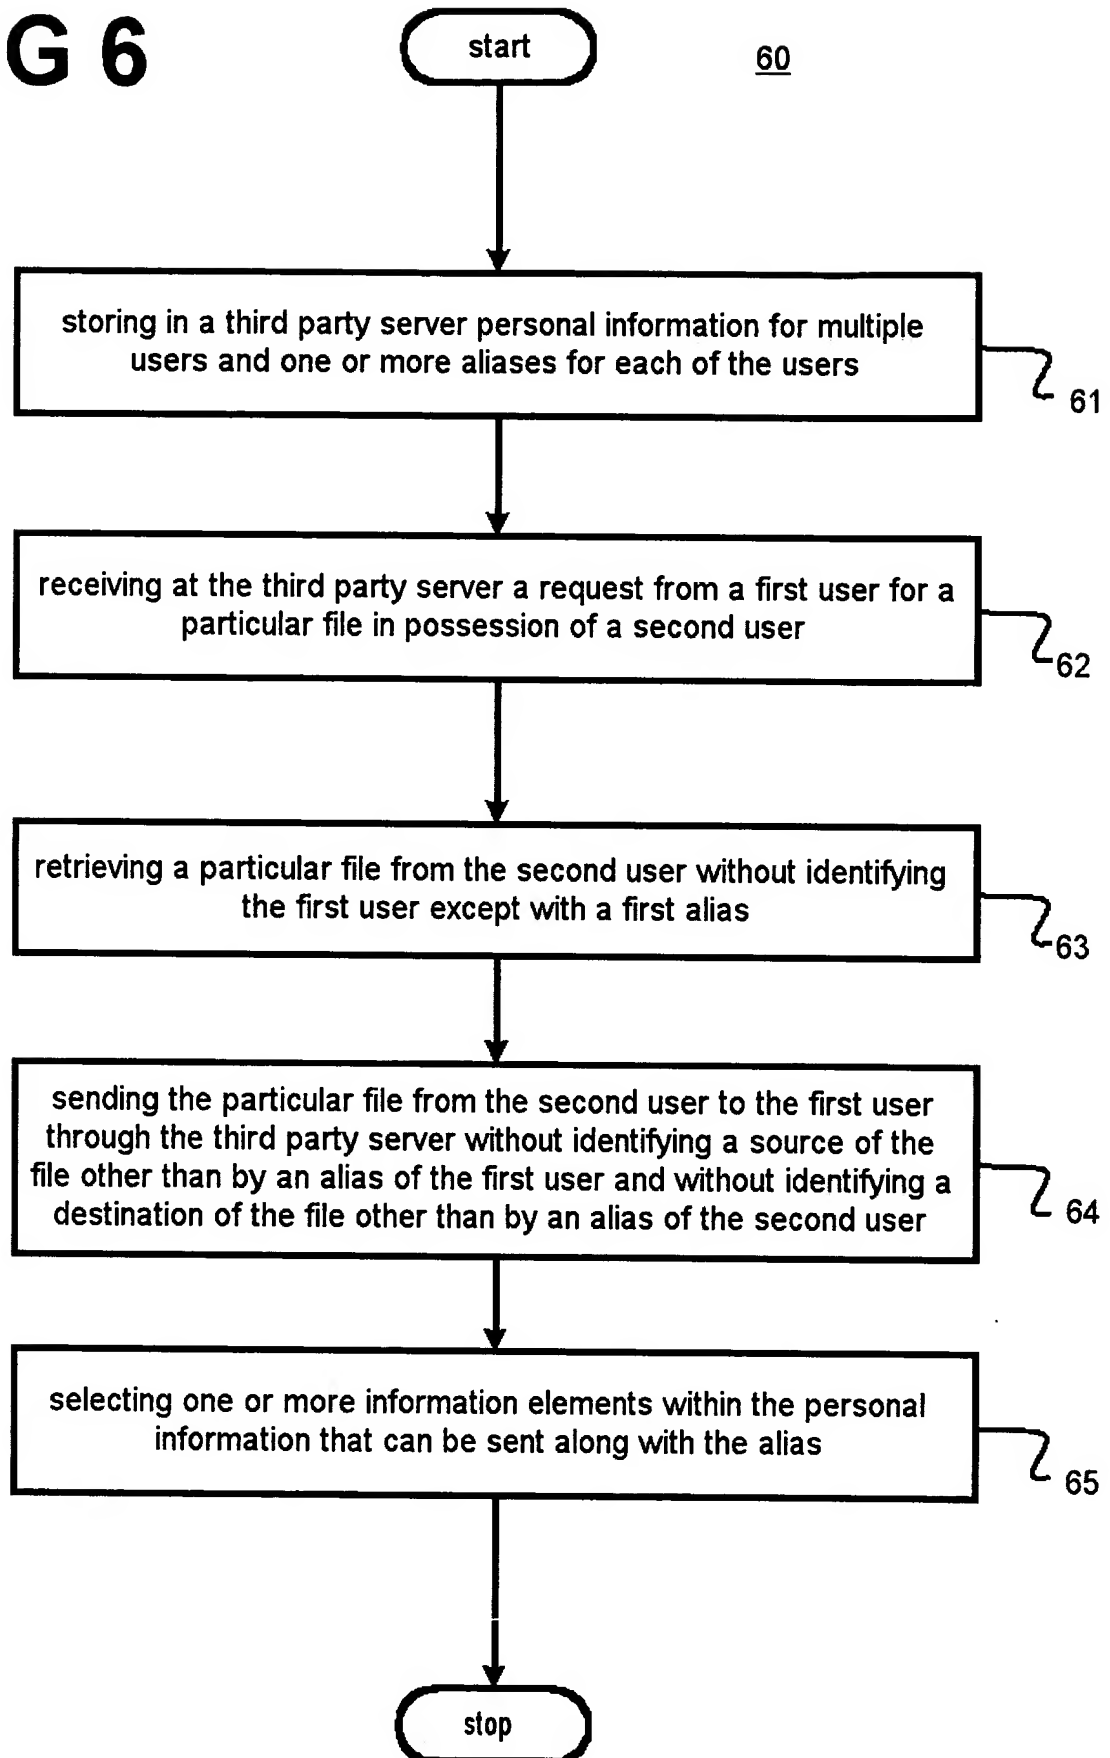 G 6
start
60
storing in a third party server personal information for multiple
users and one or more aliases for each of the users
61
receiving at the third party server a request from a first user for a
particular file in possession of a second user
62
retrieving a particular file from the second user without identifying
the first user except with a first alias
63
sending the particular file from the second user to the first user
through the third party server without identifying a source of the
file other than by an alias of the first user and without identifying a
destination of the file other than by an alias of the second user
64
selecting one or more information elements within the personal
information that can be sent along with the alias
65
stop